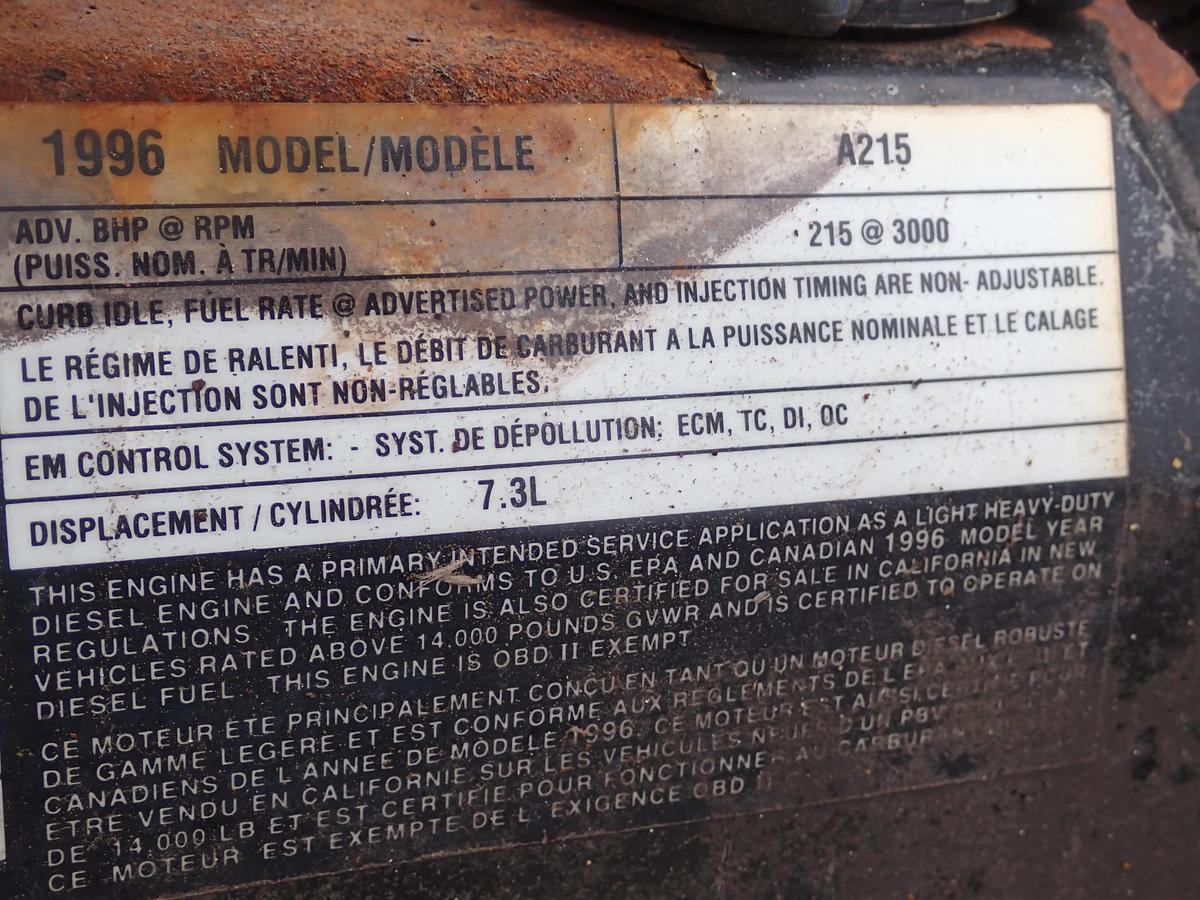 1996 MODEL/MODÈLE A215
ADV. BHP @ RPM 215 @ 3000
(PUISS. NOM. À TR/MIN)
CURB IDLE, FUEL RATE @ ADVERTISED POWER, AND INJECTION TIMING ARE NON- ADJUSTABLE.
LE RÉGIME DE RALENTI, LE DÉBIT DE CARBURANT A LA PUISSANCE NOMINALE ET LE CALAGE
DE L'INJECTION SONT NON-RÉGLABLES.
EM CONTROL SYSTEM: - SYST. DE DÉPOLLUTION: ECM, TC, DI, OC
DISPLACEMENT / CYLINDRÉE: 7.3L
THIS ENGINE HAS A PRIMARY INTENDED SERVICE APPLICATION AS A LIGHT HEAVY-DUTY
DIESEL ENGINE AND CONFORMS TO U.S. EPA AND CANADIAN 1996 MODEL YEAR
REGULATIONS. THE ENGINE IS ALSO CERTIFIED FOR SALE IN CALIFORNIA IN NEW
VEHICLES RATED ABOVE 14,000 POUNDS GVWR AND IS CERTIFIED TO OPERATE ON
DIESEL FUEL. THIS ENGINE IS OBD II EXEMPT
CE MOTEUR ETE PRINCIPALEMENT CONCU EN TANT QU'UN MOTEUR DIESEL ROBUSTE
DE GAMME LEGERE ET EST CONFORME AUX REGLEMENTS DE L'EPA
CANADIENS DE L'ANNEE DE MODELE 1996. CE MOTEUR EST AINSI
ETRE VENDU EN CALIFORNIE SUR LES VEHICULES NEUFS D'UN PBV
DE 14,000 LB ET EST CERTIFIE POUR FONCTIONNER AU CARBURANT
CE MOTEUR EST EXEMPTE DE L'EXIGENCE OBD II